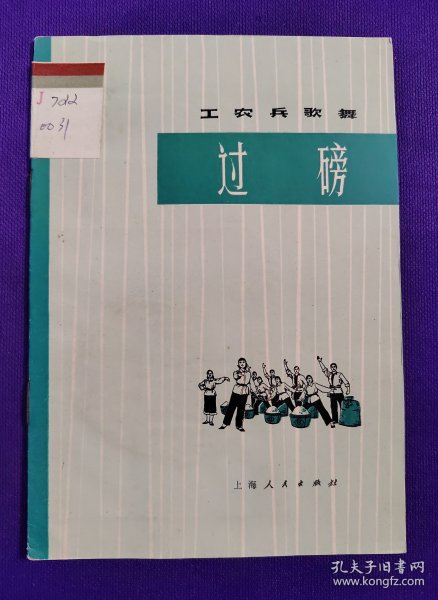 J 7022
0031
工农兵歌舞
过磅
上海人民出版社
孔夫子旧书网
www.kongfz.com